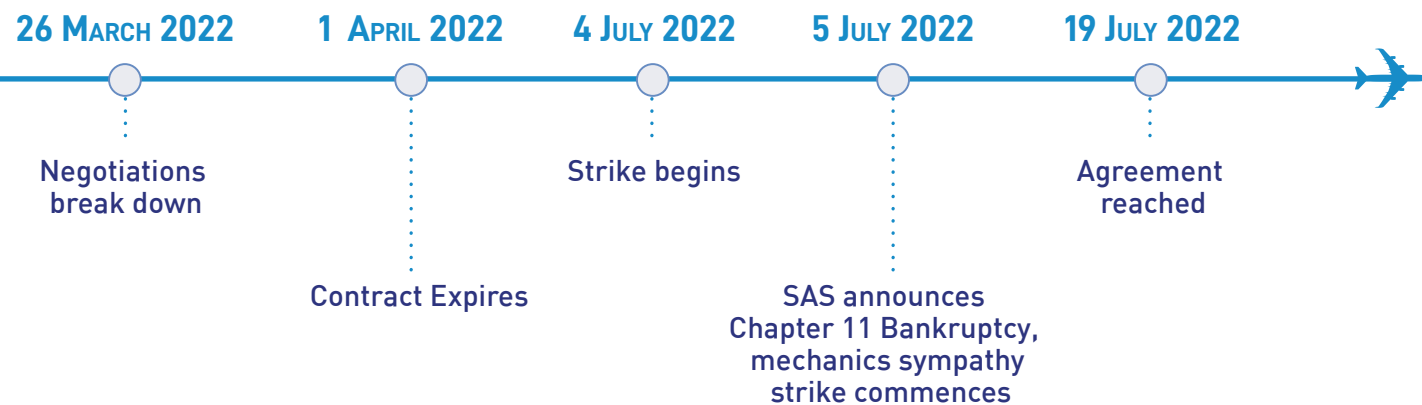 26 March 2022
1 April 2022
4 July 2022
5 July 2022
19 July 2022
Negotiations
break down
Contract Expires
Strike begins
SAS announces
Chapter 11 Bankruptcy,
mechanics sympathy
strike commences
Agreement
reached